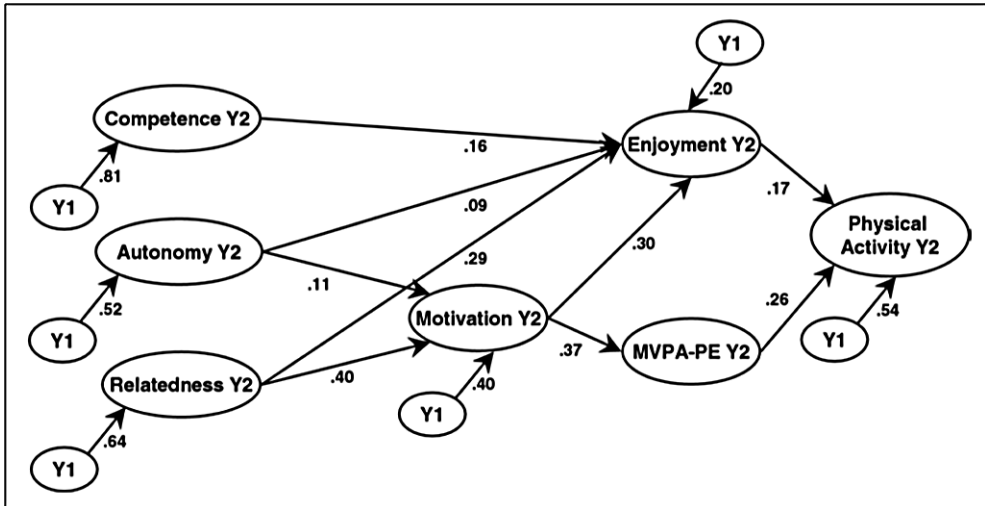 Y1
.20
Competence Y2
Enjoyment Y2
.16
.81
.17
Y1
.09
Physical
Activity Y2
Autonomy Y2
.30
.29
.11
.52
.26
.54
Motivation Y2
Y1
.37
MVPA-PE Y2
Y1
.40
Relatedness Y2
.40
Y1
.64
Y1